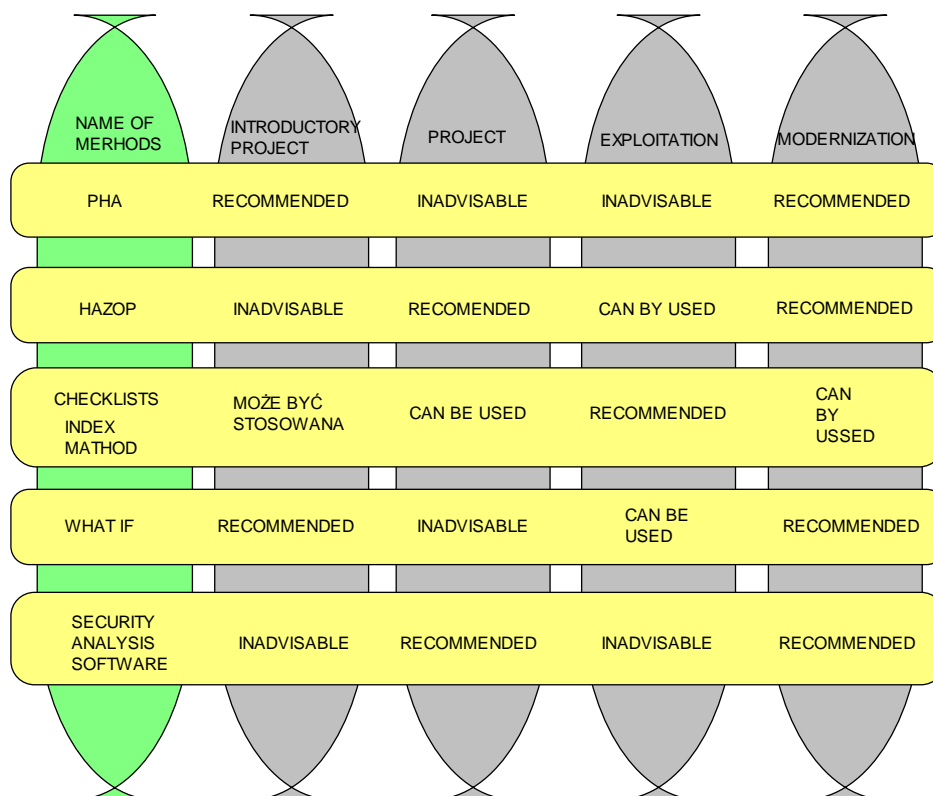 NAME OF
MERHODS
INTRODUCTORY
PROJECT
PROJECT
EXPLOITATION
MODERNIZATION
PHA
RECOMMENDED
INADVISABLE
INADVISABLE
RECOMMENDED
HAZOP
INADVISABLE
RECOMENDED
CAN BY USED
RECOMMENDED
CHECKLISTS
INDEX
MATHOD
MOŻE BYĆ
STOSOWANA
CAN BE USED
RECOMMENDED
CAN
BY
USSED
WHAT IF
RECOMMENDED
INADVISABLE
CAN BE
USED
RECOMMENDED
SECURITY
ANALYSIS
SOFTWARE
INADVISABLE
RECOMMENDED
INADVISABLE
RECOMMENDED